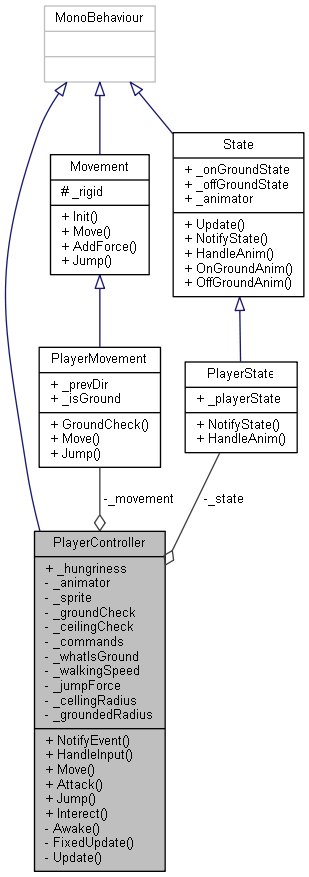 MonoBehaviour
Movement
# _rigid
+ Init()
+ Move()
+ AddForce()
+ Jump()
State
+ _onGroundState
+ _offGroundState
+ _animator
+ Update()
+ NotifyState()
+ HandleAnim()
+ OnGroundAnim()
+ OffGroundAnim()
PlayerMovement
+ _prevDir
+ _isGround
+ GroundCheck()
+ Move()
+ Jump()
PlayerState
+ _playerState
+ NotifyState()
+ HandleAnim()
-_movement
-_state
PlayerController
+ _hungriness
- _animator
- _sprite
- _groundCheck
- _ceilingCheck
- _commands
- _whatIsGround
- _walkingSpeed
- _jumpForce
- _cellingRadius
- _groundedRadius
+ NotifyEvent()
+ HandleInput()
+ Move()
+ Attack()
+ Jump()
+ Interect()
- Awake()
- FixedUpdate()
- Update()